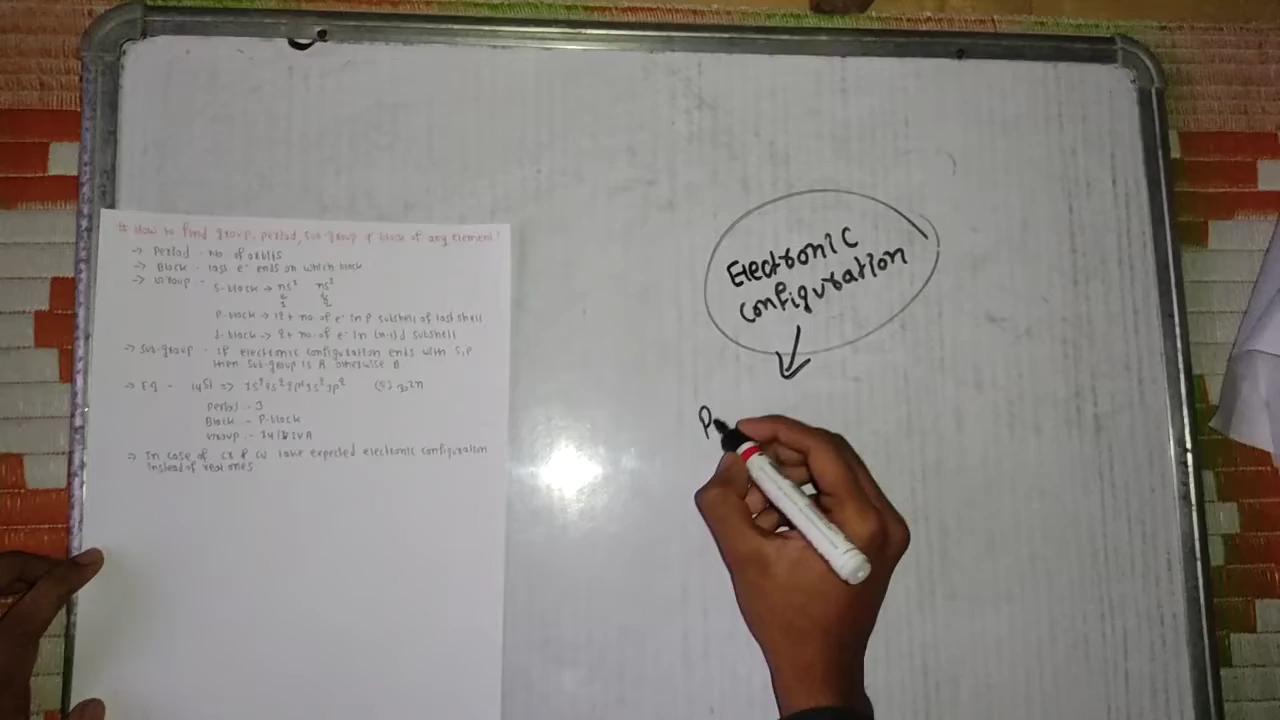 # How to find group, period, sub group & block of any element?
→ Period - no of orbits
→ Block - last e⁻ ends on which block
→ Group -
S-block → ns¹ ns²
↓ ↓
1 2
P-block → 12 + no. of e⁻ in P subshell of last shell
d-block → 2 + no. of e⁻ in (n-1)d subshell
→ Sub-group - If electronic configuration ends with S,P
then sub-group is A otherwise B
→ Eg - 14Si => 1s²2s²2p⁶3s²3p² 30Zn
Period - 3
Block - P-block
Group - IVA
→ In case of Cr & Cu take expected electronic configuration
instead of real ones
Electronic
configuration
P